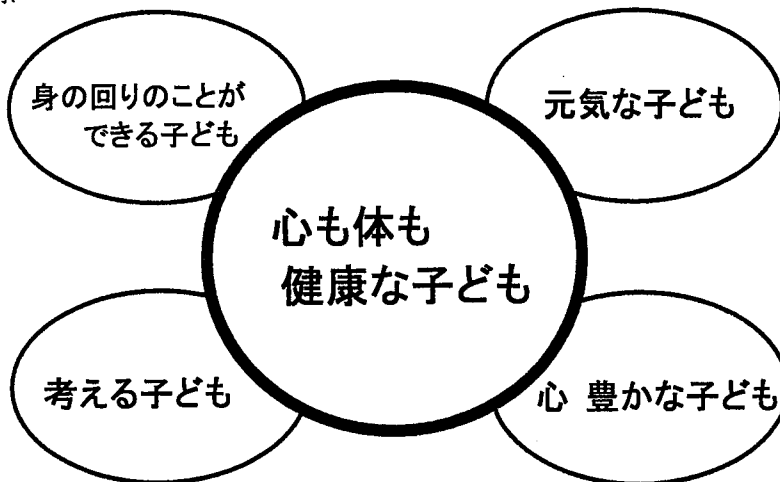 身の回りのことが
できる子ども
元気な子ども
心も体も
健康な子ども
考える子ども
心 豊かな子ども